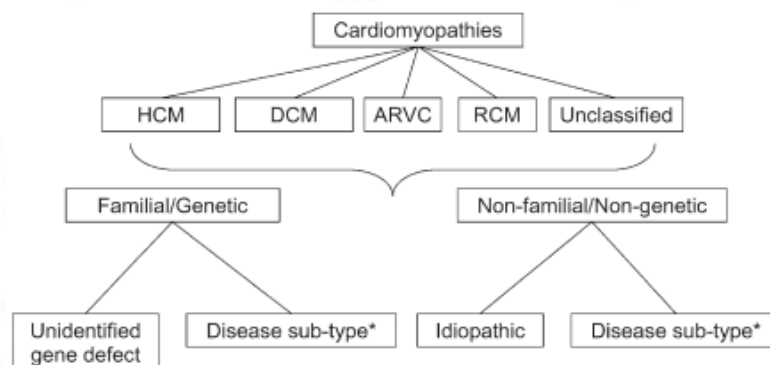 Cardiomyopathies
HCM
DCM
ARVC
RCM
Unclassified
Familial/Genetic
Non-familial/Non-genetic
Unidentified
gene defect
Disease sub-type*
Idiopathic
Disease sub-type*